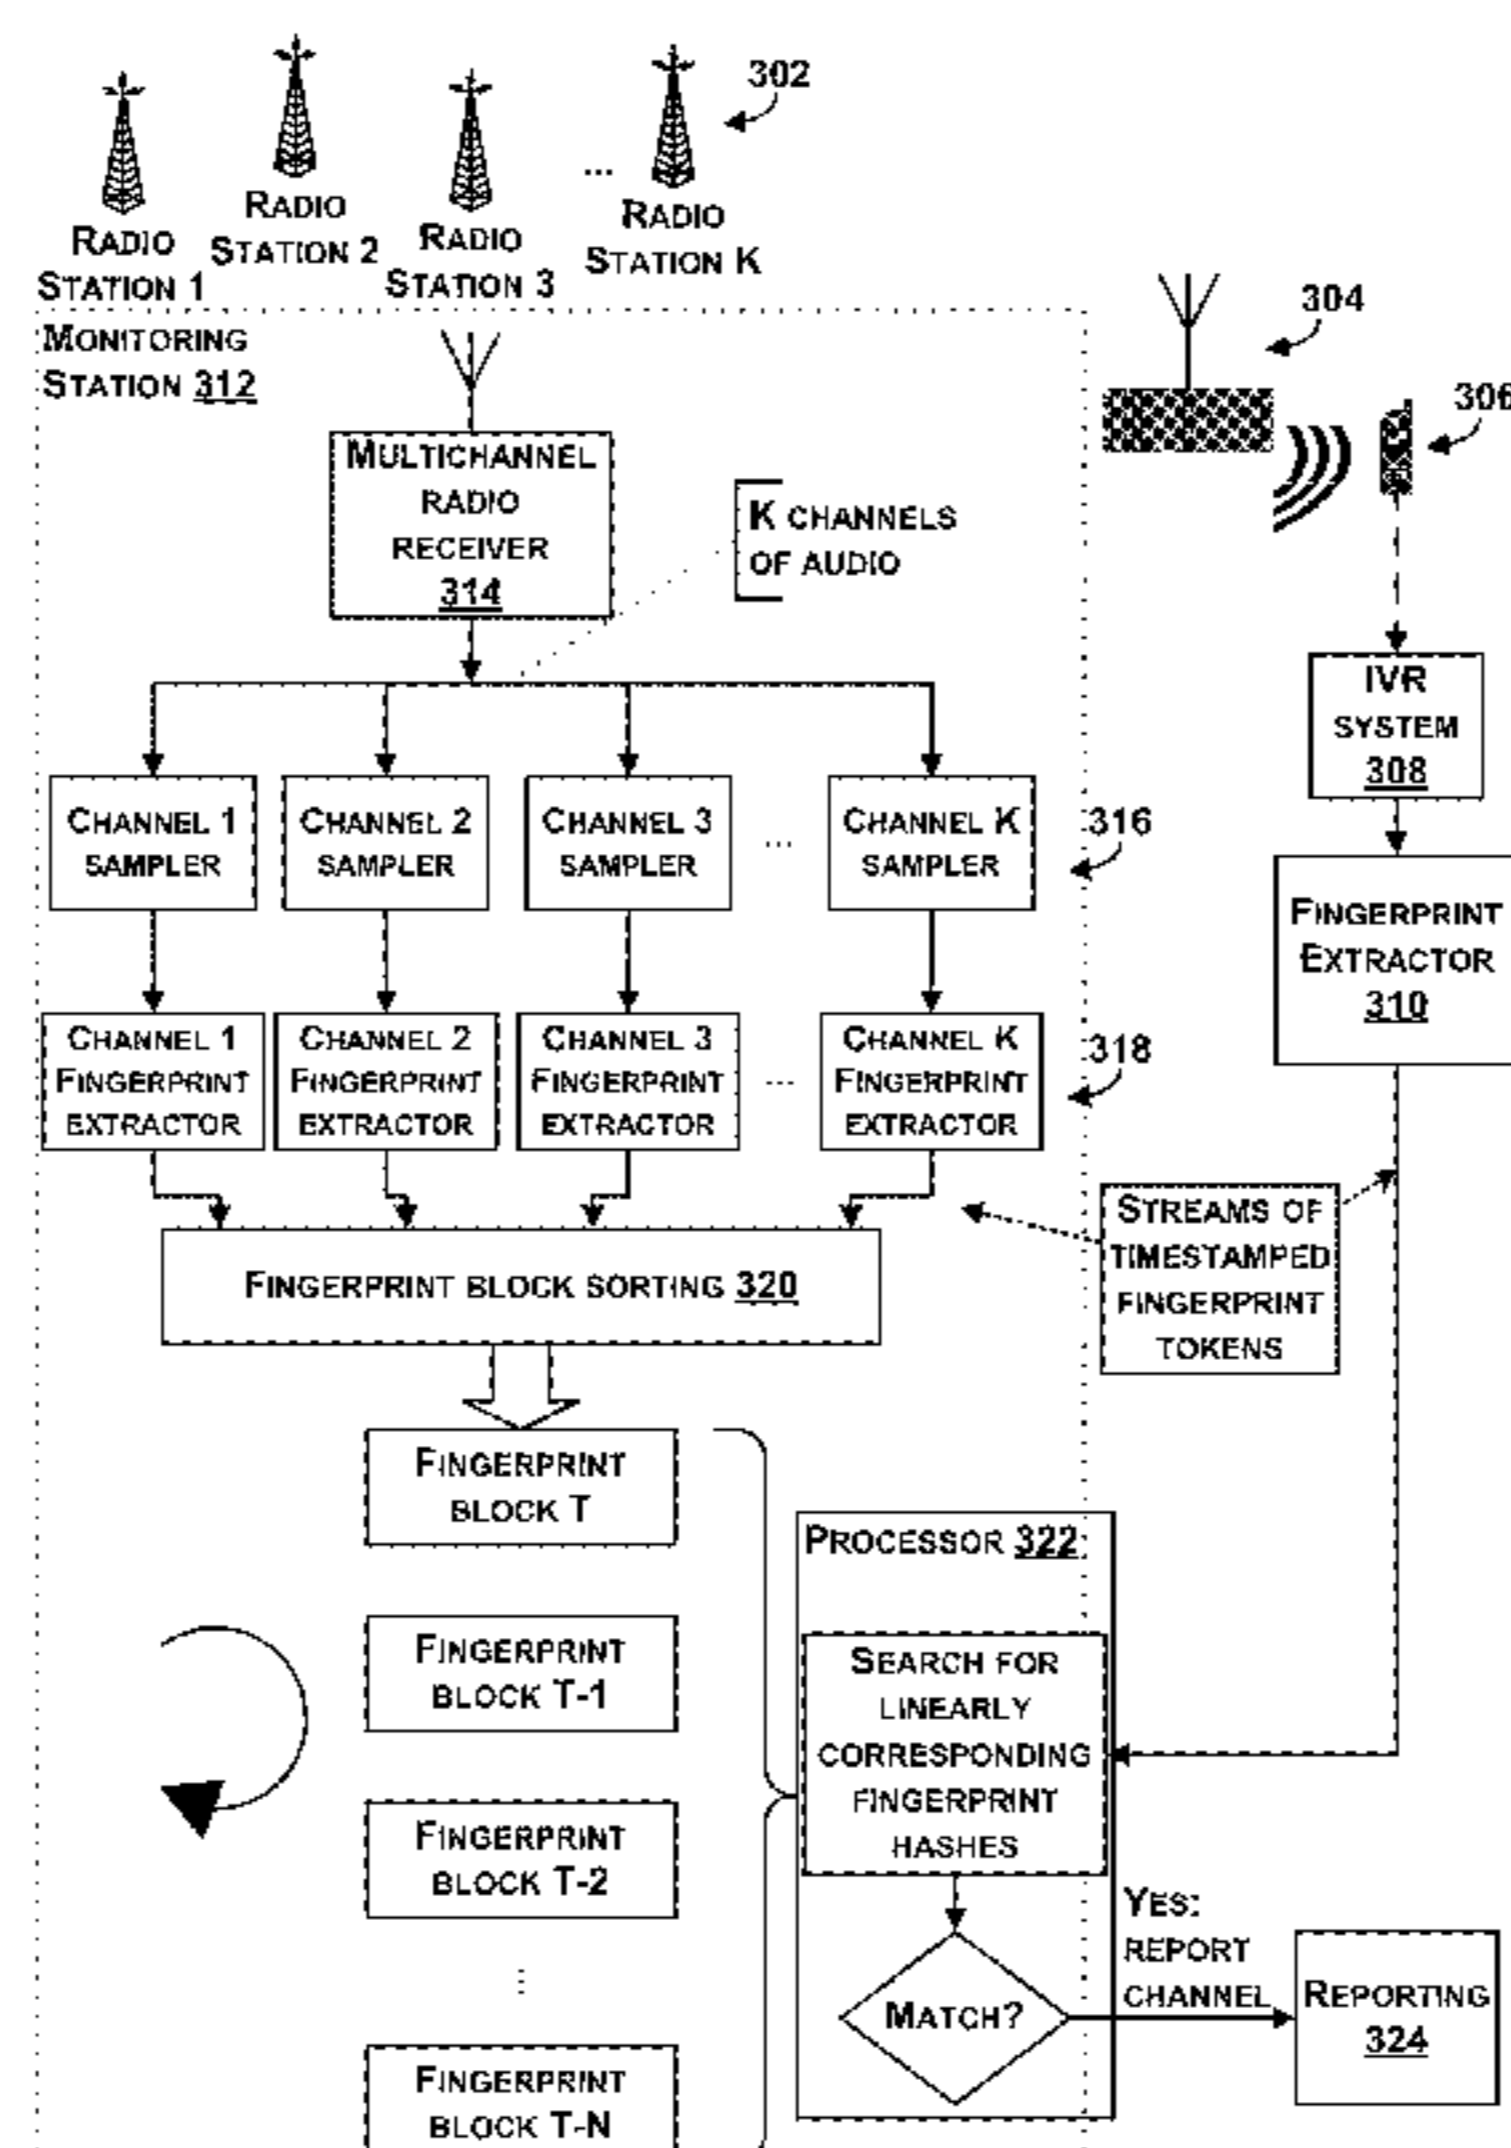 302
RADIO
STATION 1
RADIO
STATION 2
RADIO
STATION 3
...
RADIO
STATION K
MONITORING
STATION 312
304
306
MULTICHANNEL
RADIO
RECEIVER
314
K CHANNELS
OF AUDIO
IVR
SYSTEM
308
CHANNEL 1
SAMPLER
CHANNEL 2
SAMPLER
CHANNEL 3
SAMPLER
...
CHANNEL K
SAMPLER
316
FINGERPRINT
EXTRACTOR
310
CHANNEL 1
FINGERPRINT
EXTRACTOR
CHANNEL 2
FINGERPRINT
EXTRACTOR
CHANNEL 3
FINGERPRINT
EXTRACTOR
...
CHANNEL K
FINGERPRINT
EXTRACTOR
318
STREAMS OF
TIMESTAMPED
FINGERPRINT
TOKENS
FINGERPRINT BLOCK SORTING 320
FINGERPRINT
BLOCK T
FINGERPRINT
BLOCK T-1
FINGERPRINT
BLOCK T-2
...
FINGERPRINT
BLOCK T-N
PROCESSOR 322
SEARCH FOR
LINEARLY
CORRESPONDING
FINGERPRINT
HASHES
MATCH?
YES:
REPORT
CHANNEL
REPORTING
324